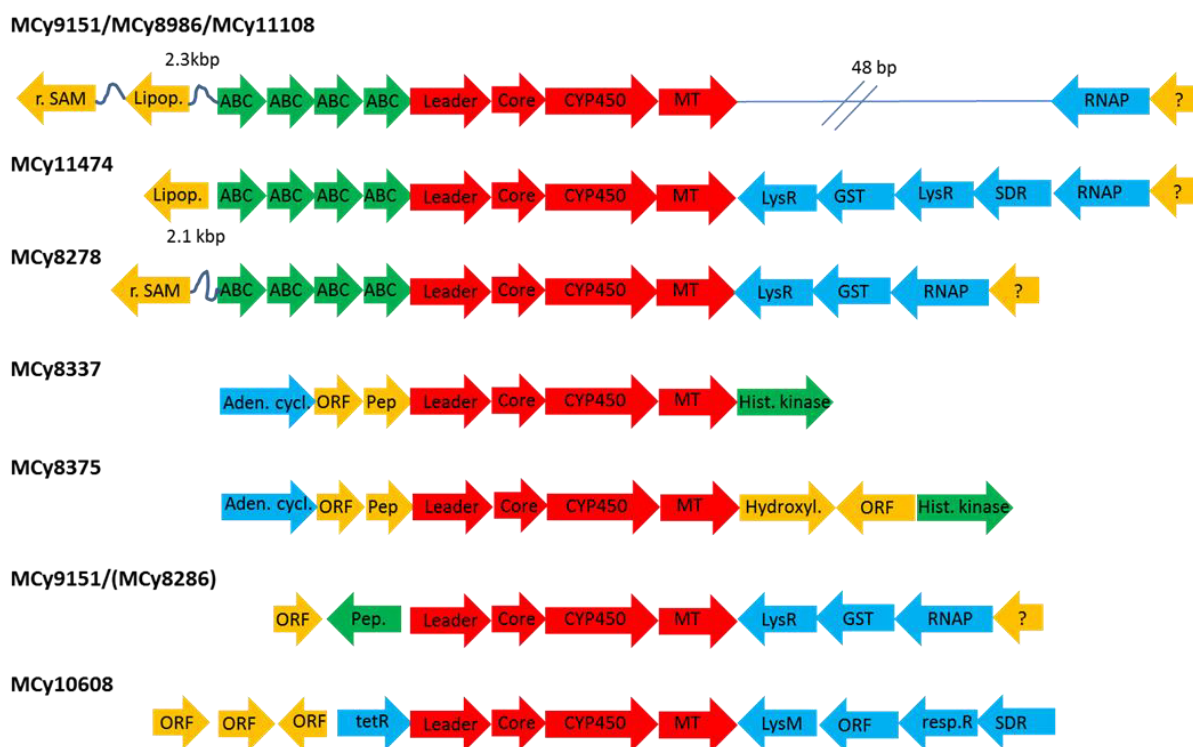 MCy9151/MCy8986/MCy11108
2.3kbp
48 bp
r. SAM Lipop. ABC ABC ABC ABC Leader Core CYP450 MT RNAP ?
MCy11474
Lipop. ABC ABC ABC ABC Leader Core CYP450 MT LysR GST LysR SDR RNAP ?
2.1 kbp
MCy8278
r. SAM ABC ABC ABC ABC Leader Core CYP450 MT LysR GST RNAP ?
MCy8337
Aden. cycl. ORF Pep Leader Core CYP450 MT Hist. kinase
MCy8375
Aden. cycl. ORF Pep Leader Core CYP450 MT Hydroxyl. ORF Hist. kinase
MCy9151/(MCy8286)
ORF Pep. Leader Core CYP450 MT LysR GST RNAP ?
MCy10608
ORF ORF ORF tetR Leader Core CYP450 MT LysM ORF resp.R SDR